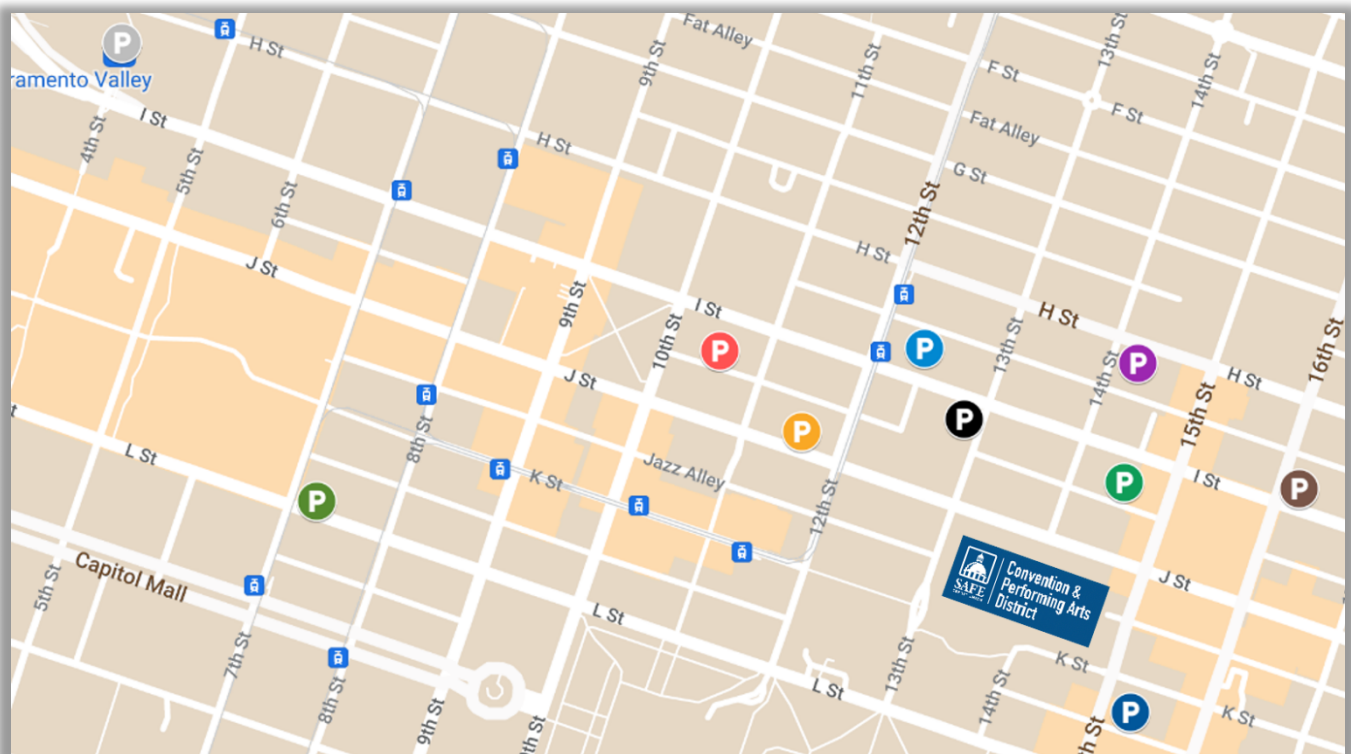 P
H St
Fat Alley
9th St
11th St
13th St
F St
14th St
ramento Valley
I St
4th St
5th St
6th St
H St
F St
Fat Alley
G St
12th St
J St
H St
9th St
I St
10th St
P
P
13th St
H St
14th St
P
H St
16th St
15th St
J St
P
P
8th St
L St
K St
Jazz Alley
12th St
P
I St
P
P
Capitol Mall
5th St
SAFE
Convention &
Performing Arts
District
J St
L St
7th St
8th St
9th St
L St
13th St
14th St
K St
P
K St